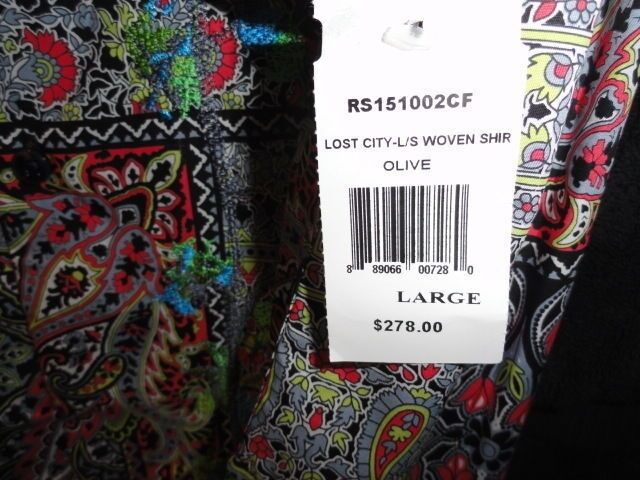 RS151002CF
LOST CITY-L/S WOVEN SHIR
OLIVE
8 89066 00728 0
LARGE
$278.00